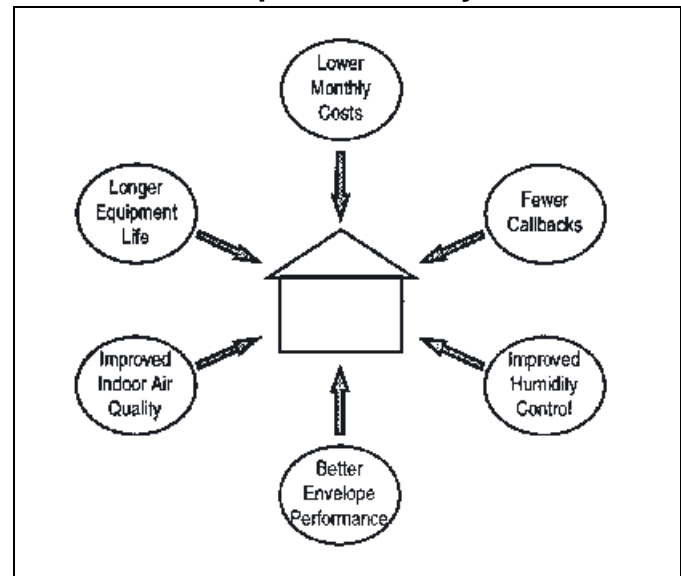 Lower
Monthly
Costs
Longer
Equipment
Life
Fewer
Callbacks
Improved
Indoor Air
Quality
Improved
Humidity
Control
Better
Envelope
Performance